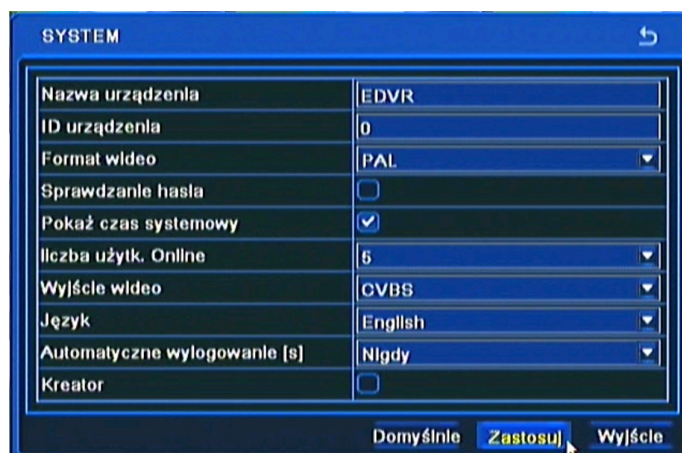 SYSTEM
Nazwa urządzenia EDVR
ID urządzenia 0
Format wideo PAL
Sprawdzanie hasła
Pokaż czas systemowy
liczba użytk. Online 5
Wyjście wideo CVBS
Język English
Automatyczne wylogowanie [s] Nigdy
Kreator
Domyślnie Zastosuj Wyjście